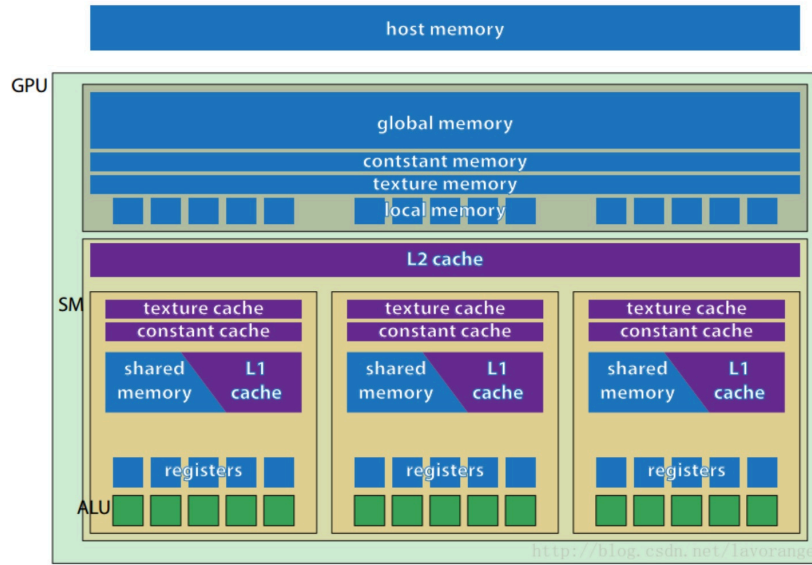 host memory
GPU
global memory
contstant memory
texture memory
local memory
L2 cache
SM
texture cache
texture cache
texture cache
constant cache
constant cache
constant cache
shared memory
L1 cache
shared memory
L1 cache
shared memory
L1 cache
registers
registers
registers
ALU
http://blog.csdn.net/lavorange